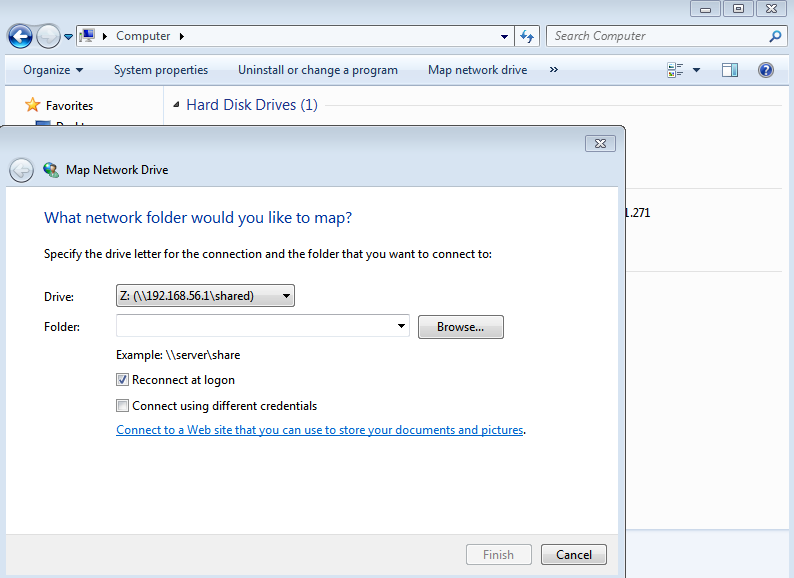 Computer
Search Computer
Organize System properties Uninstall or change a program Map network drive »
Favorites
Hard Disk Drives (1)
1.271
Map Network Drive
What network folder would you like to map?
Specify the drive letter for the connection and the folder that you want to connect to:
Drive: Z: (\\192.168.56.1\shared)
Folder: Browse...
Example: \\server\share
Reconnect at logon
Connect using different credentials
Connect to a Web site that you can use to store your documents and pictures.
Finish Cancel